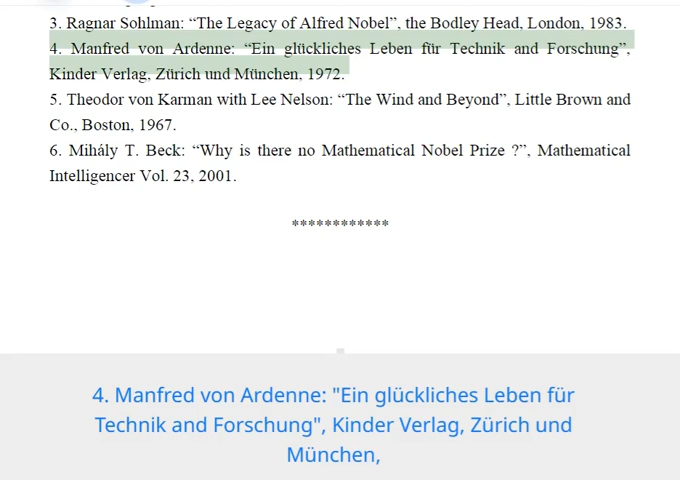 3. Ragnar Sohlman: “The Legacy of Alfred Nobel”, the Bodley Head, London, 1983.
4. Manfred von Ardenne: “Ein glückliches Leben für Technik and Forschung”,
Kinder Verlag, Zürich und München, 1972.
5. Theodor von Karman with Lee Nelson: “The Wind and Beyond”, Little Brown and
Co., Boston, 1967.
6. Mihály T. Beck: “Why is there no Mathematical Nobel Prize ?”, Mathematical
Intelligencer Vol. 23, 2001.
************
4. Manfred von Ardenne: "Ein glückliches Leben für
Technik and Forschung", Kinder Verlag, Zürich und
München,